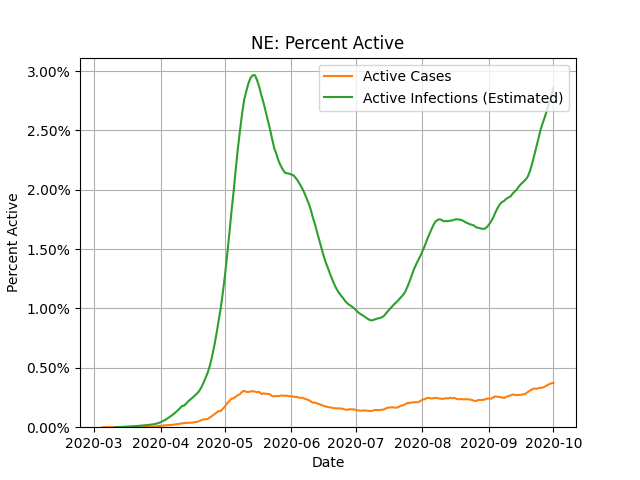 NE: Percent Active
Active Cases
Active Infections (Estimated)
Percent Active
3.00%
2.50%
2.00%
1.50%
1.00%
0.50%
0.00%
2020-03 2020-04 2020-05 2020-06 2020-07 2020-08 2020-09 2020-10
Date